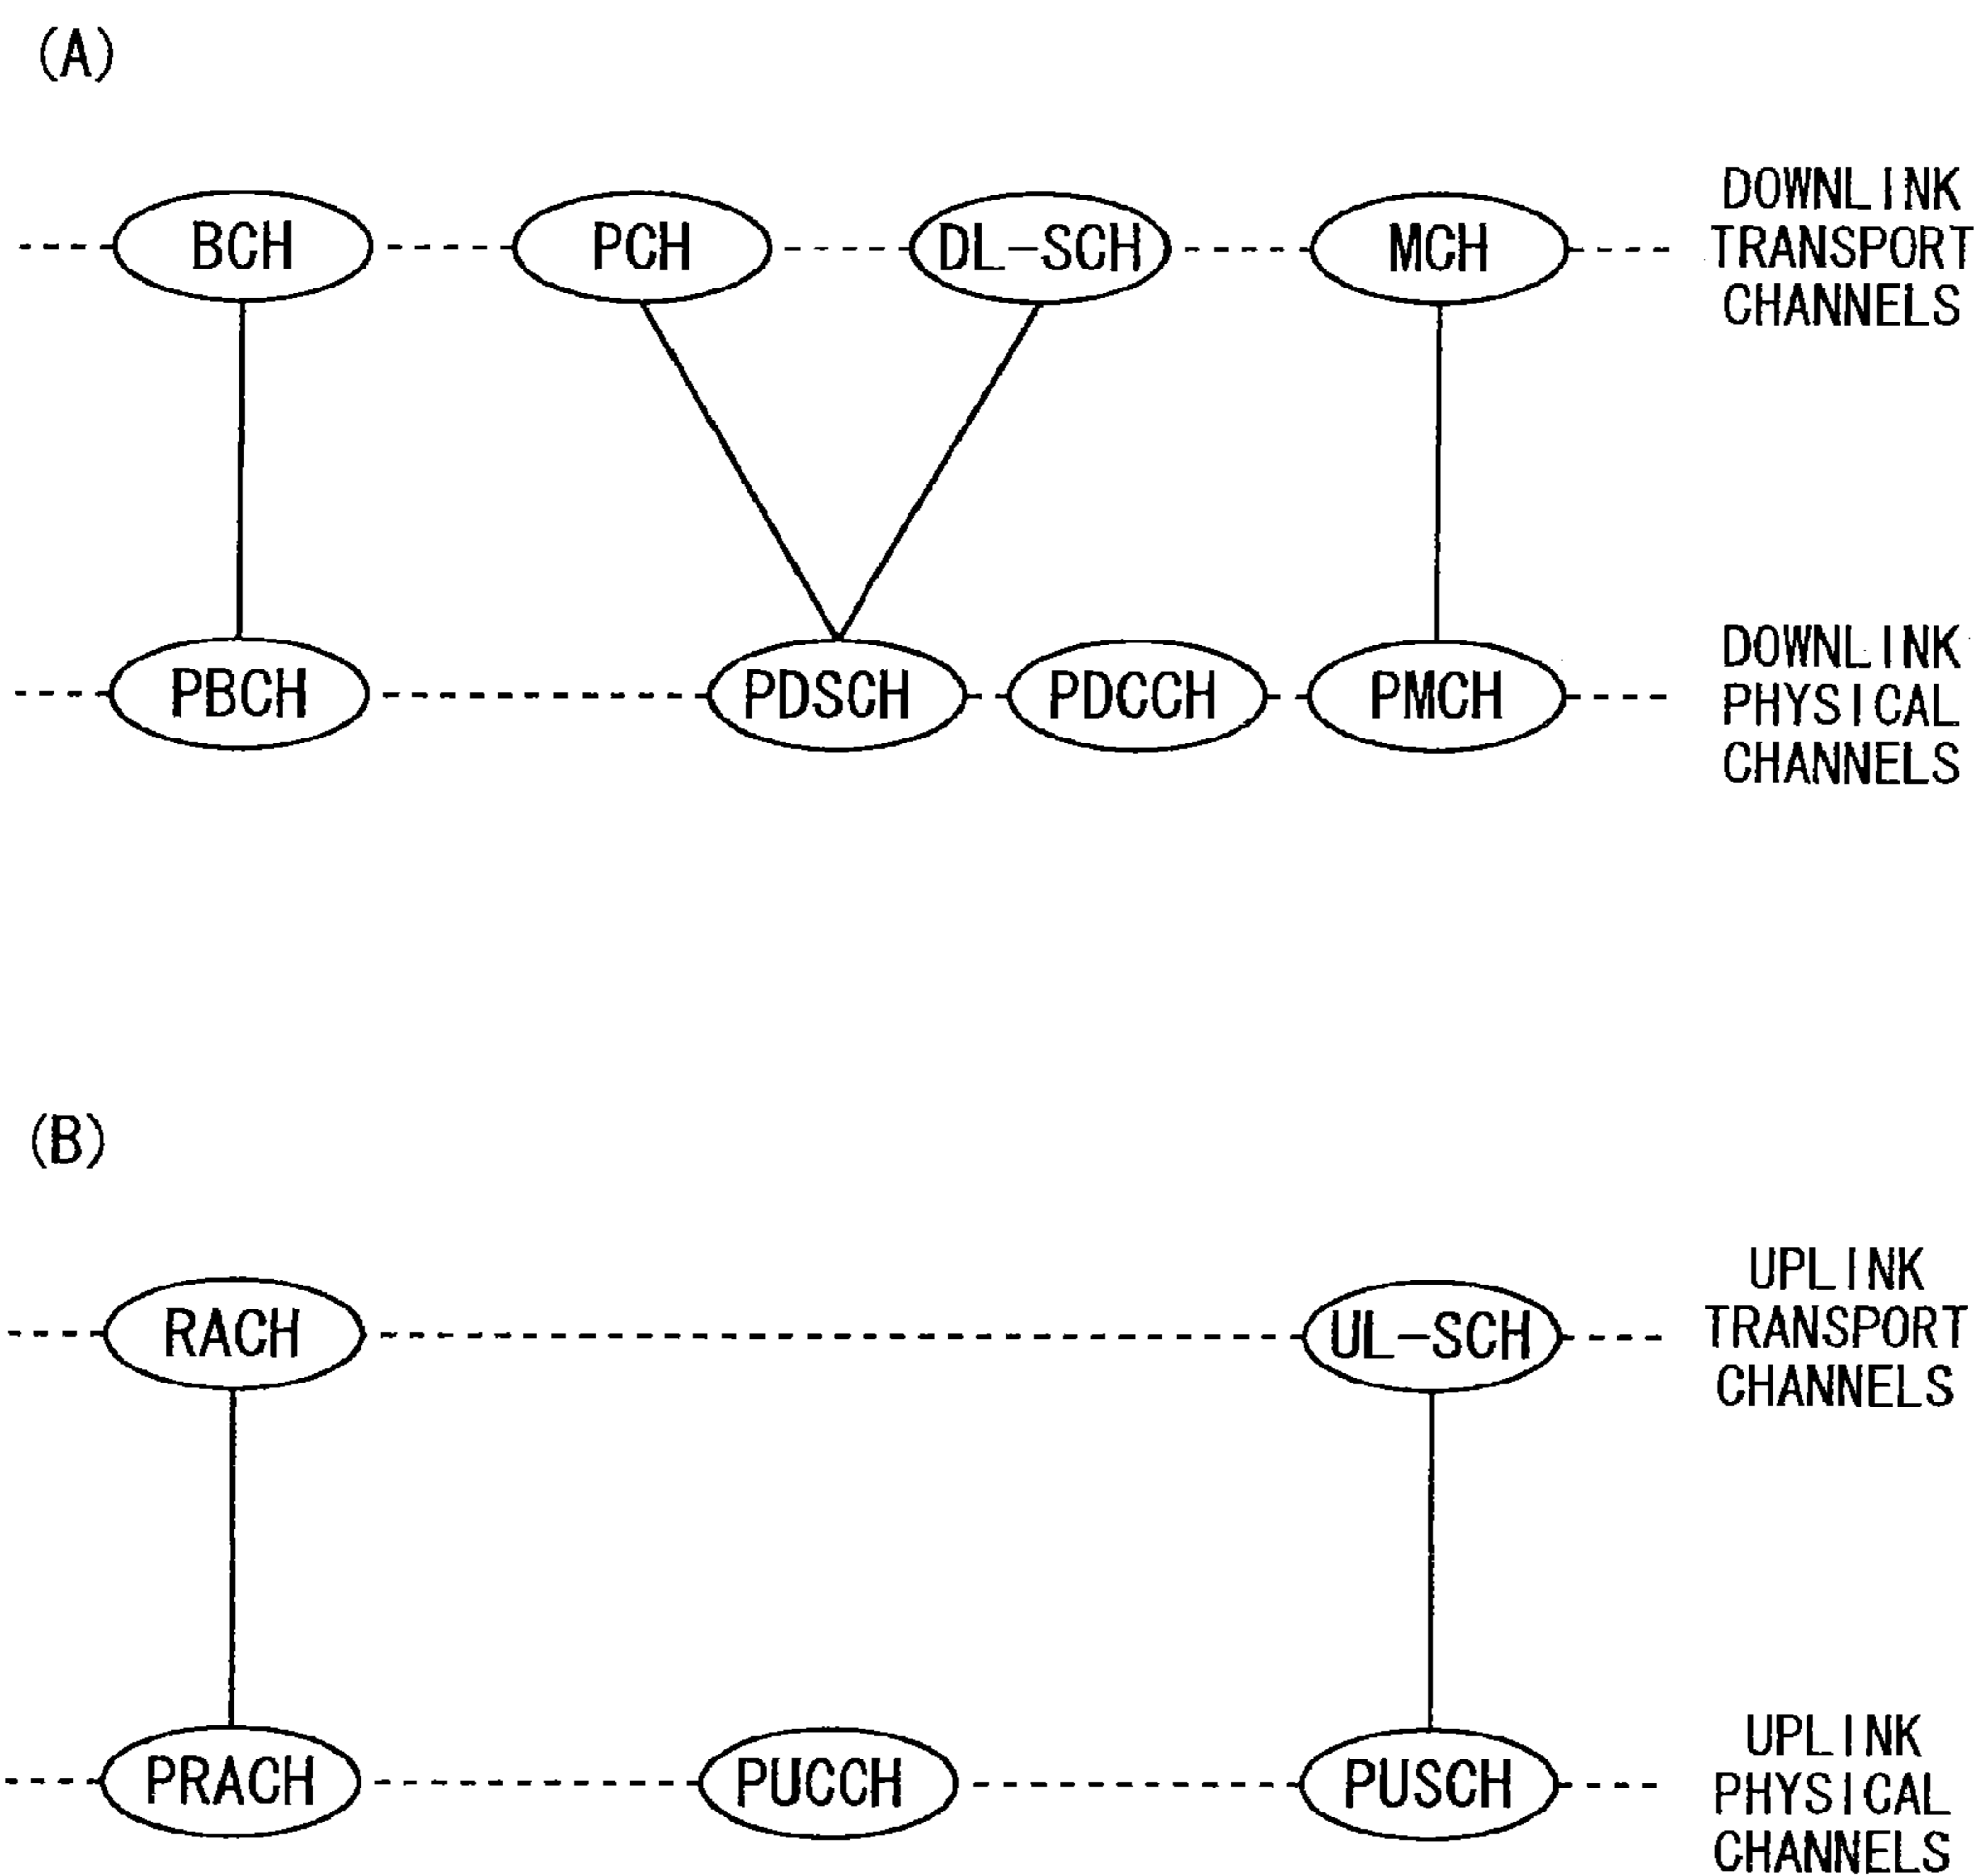 (A)
BCH
PCH
DL-SCH
MCH
DOWNLINK
TRANSPORT
CHANNELS
PBCH
PDSCH
PDCCH
PMCH
DOWNLINK
PHYSICAL
CHANNELS
(B)
RACH
UL-SCH
UPLINK
TRANSPORT
CHANNELS
PRACH
PUCCH
PUSCH
UPLINK
PHYSICAL
CHANNELS